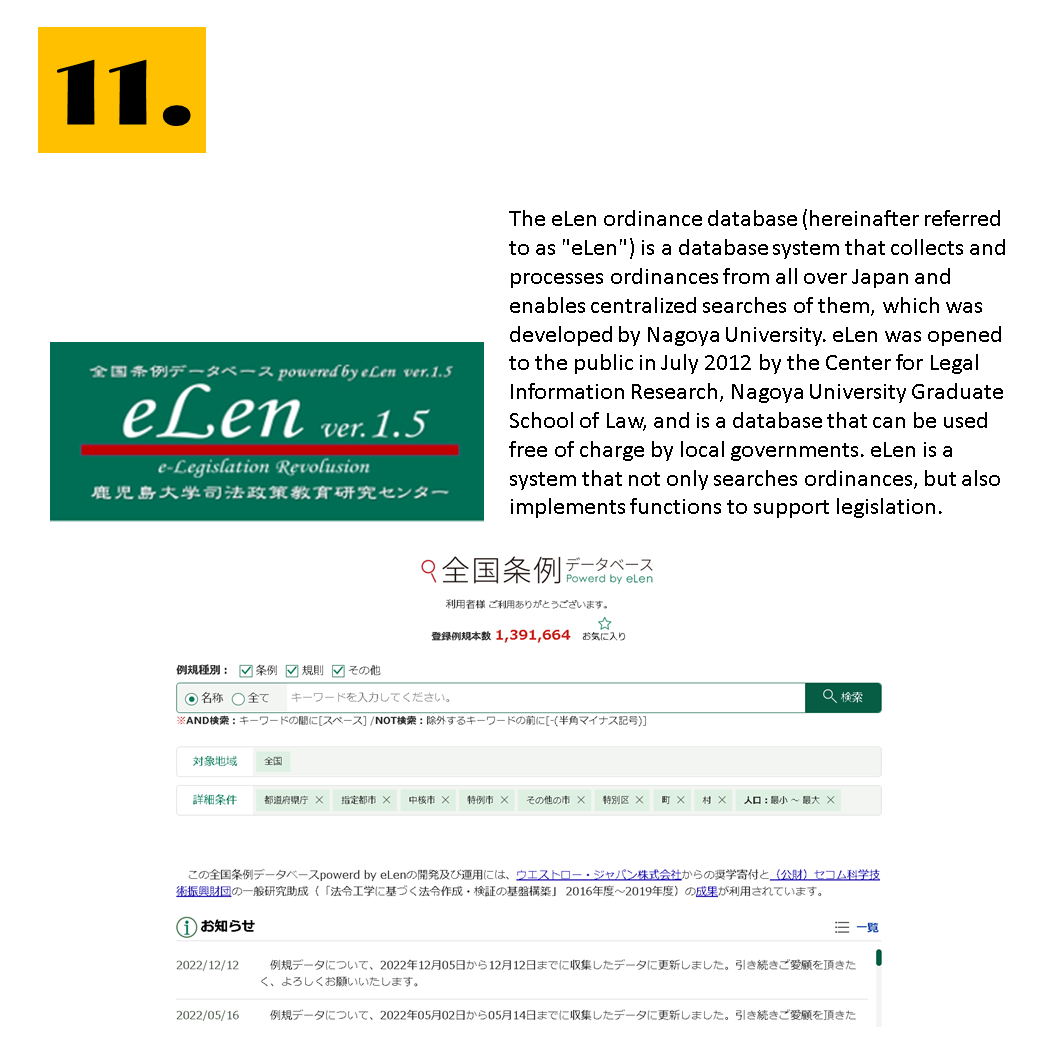 11.
The eLen ordinance database (hereinafter referred
to as "eLen") is a database system that collects and
processes ordinances from all over Japan and
enables centralized searches of them, which was
developed by Nagoya University. eLen was opened
to the public in July 2012 by the Center for Legal
Information Research, Nagoya University Graduate
School of Law, and is a database that can be used
free of charge by local governments. eLen is a
system that not only searches ordinances, but also
implements functions to support legislation.
全国条例データベース powered by eLen ver.1.5
eLen ver.1.5
e-Legislation Revolusion
鹿児島大学司法政策教育研究センター
全国条例データベース
Powerd by eLen
利用者様 ご利用ありがとうございます。
登録例規本数 1,391,664 お気に入り
例規種別： 条例 規則 その他
名称 全て キーワードを入力してください。 検索
※AND検索：キーワードの間に[スペース] /NOT検索：除外するキーワードの前に[-(半角マイナス記号)]
対象地域 全国
詳細条件 都道府県庁 × 指定都市 × 中核市 × 特例市 × その他の市 × 特別区 × 町 × 村 × 人口：最小 ～ 最大 ×
この全国条例データベースpowerd by eLenの開発及び運用には、ウエストロー・ジャパン株式会社からの奨学寄付と（公財）セコム科学技
術振興財団の一般研究助成（「法令工学に基づく法令作成・検証の基盤構築」 2016年度～2019年度）の成果が利用されています。
お知らせ 一覧
2022/12/12 例規データについて、2022年12月05日から12月12日までに収集したデータに更新しました。引き続きご愛顧を頂きた
く、よろしくお願いいたします。
2022/05/16 例規データについて、2022年05月02日から05月14日までに収集したデータに更新しました。引き続きご愛顧を頂きた